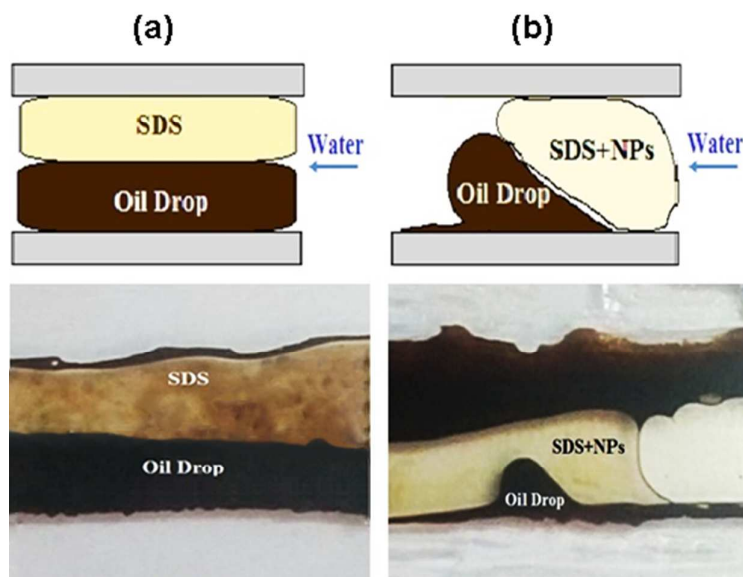 (a)
(b)
SDS
Water
Oil Drop
SDS+NPs
Water
Oil Drop
SDS
Oil Drop
SDS+NPs
Oil Drop